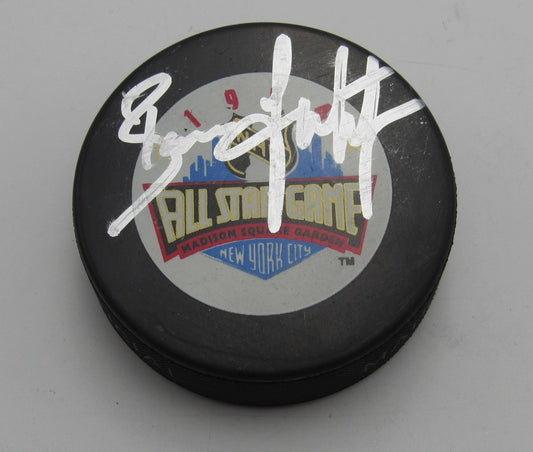 19
ALL STAR GAME
MADISON SQUARE GARDEN
NEW YORK CITY
TM